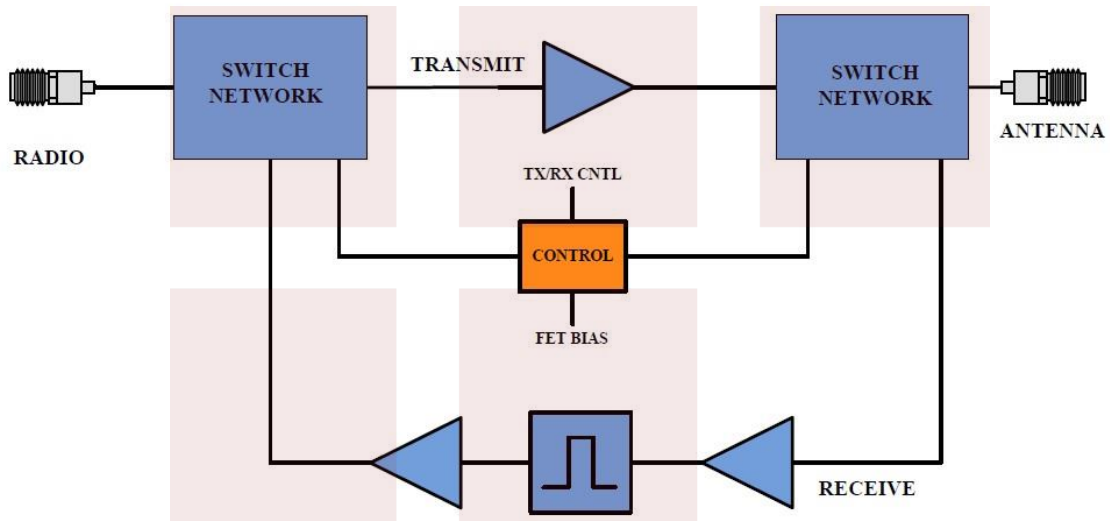 SWITCH
NETWORK
TRANSMIT
SWITCH
NETWORK
RADIO
ANTENNA
TX/RX CNTL
CONTROL
FET BIAS
RECEIVE